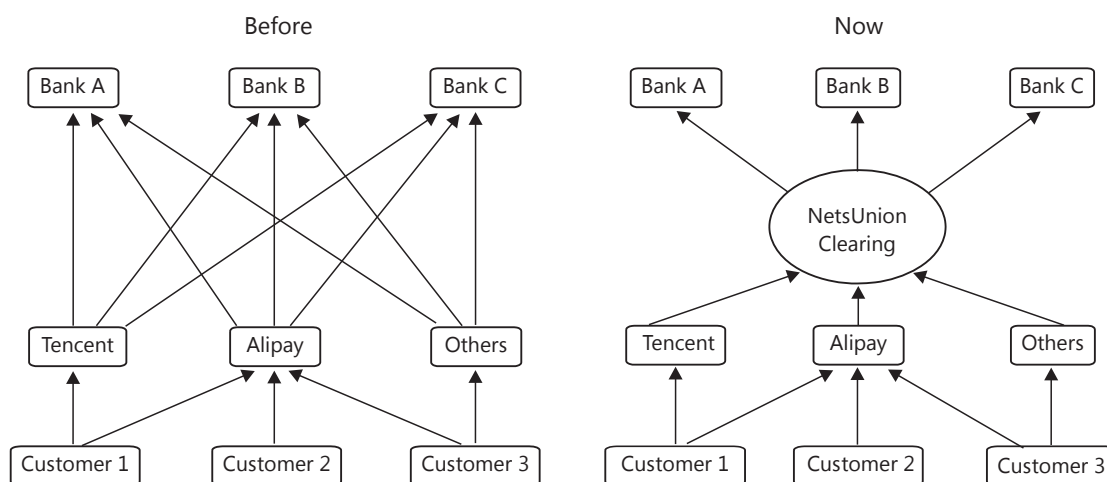 Before
Now
Bank A
Bank B
Bank C
Bank A
Bank B
Bank C
NetsUnion
Clearing
Tencent
Alipay
Others
Tencent
Alipay
Others
Customer 1
Customer 2
Customer 3
Customer 1
Customer 2
Customer 3